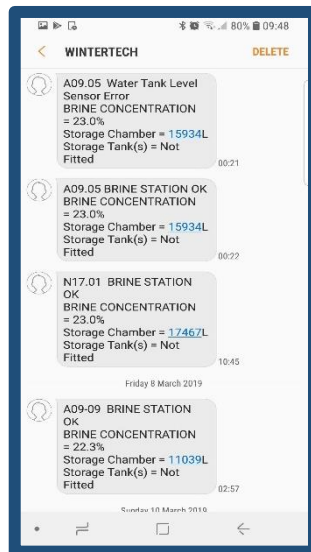 80% 09:48
WINTERTECH
DELETE
A09.05 Water Tank Level
Sensor Error
BRINE CONCENTRATION
= 23.0%
Storage Chamber = 15934L
Storage Tank(s) = Not
Fitted
00:21
A09.05 BRINE STATION OK
BRINE CONCENTRATION
= 23.0%
Storage Chamber = 15934L
Storage Tank(s) = Not
Fitted
00:22
N17.01 BRINE STATION
OK
BRINE CONCENTRATION
= 23.0%
Storage Chamber = 17467L
Storage Tank(s) = Not
Fitted
10:45
Friday 8 March 2019
A09-09 BRINE STATION
OK
BRINE CONCENTRATION
= 22.3%
Storage Chamber = 11039L
Storage Tank(s) = Not
Fitted
02:57
Sunday 10 March 2019